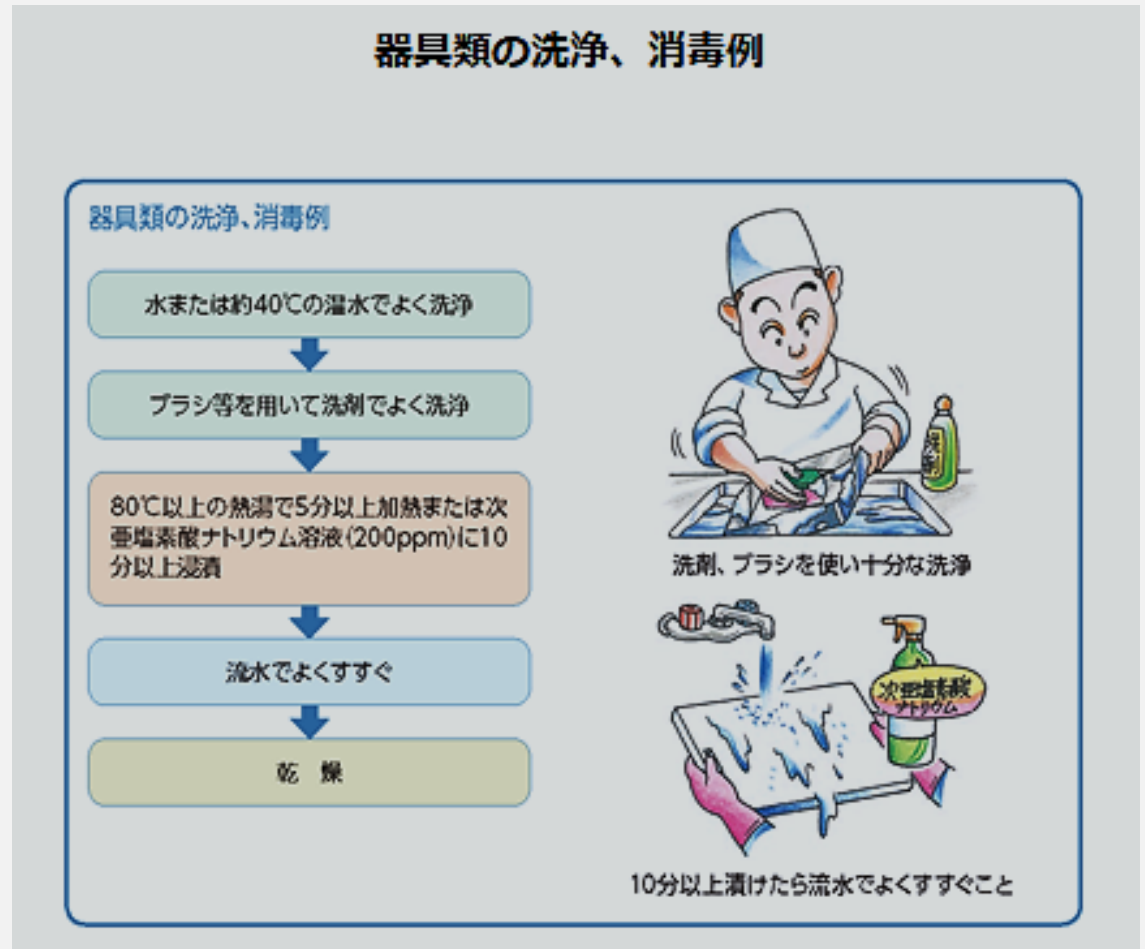 器具類の洗浄、消毒例
器具類の洗浄、消毒例
水または約40℃の温水でよく洗浄
ブラシ等を用いて洗剤でよく洗浄
80℃以上の熱湯で5分以上加熱または次
亜塩素酸ナトリウム溶液(200ppm)に10
分以上浸漬
流水でよくすすぐ
乾 燥
洗剤
洗剤、ブラシを使い十分な洗浄
次亜塩素酸
ナトリウム
10分以上漬けたら流水でよくすすぐこと